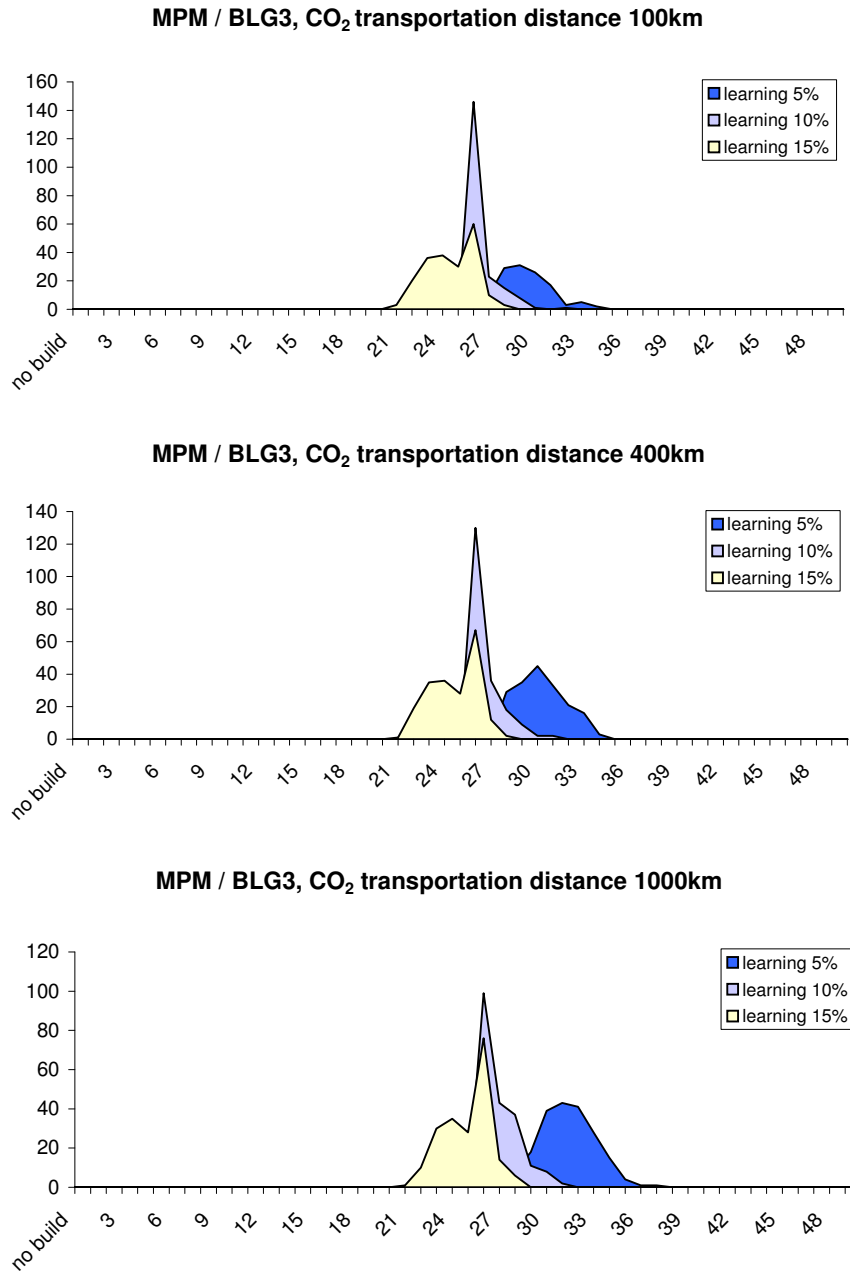 MPM / BLG3, CO₂ transportation distance 100km
160
140
120
100
80
60
40
20
0
learning 5%
learning 10%
learning 15%
no build 3 6 9 12 15 18 21 24 27 30 33 36 39 42 45 48
MPM / BLG3, CO₂ transportation distance 400km
140
120
100
80
60
40
20
0
learning 5%
learning 10%
learning 15%
no build 3 6 9 12 15 18 21 24 27 30 33 36 39 42 45 48
MPM / BLG3, CO₂ transportation distance 1000km
120
100
80
60
40
20
0
learning 5%
learning 10%
learning 15%
no build 3 6 9 12 15 18 21 24 27 30 33 36 39 42 45 48